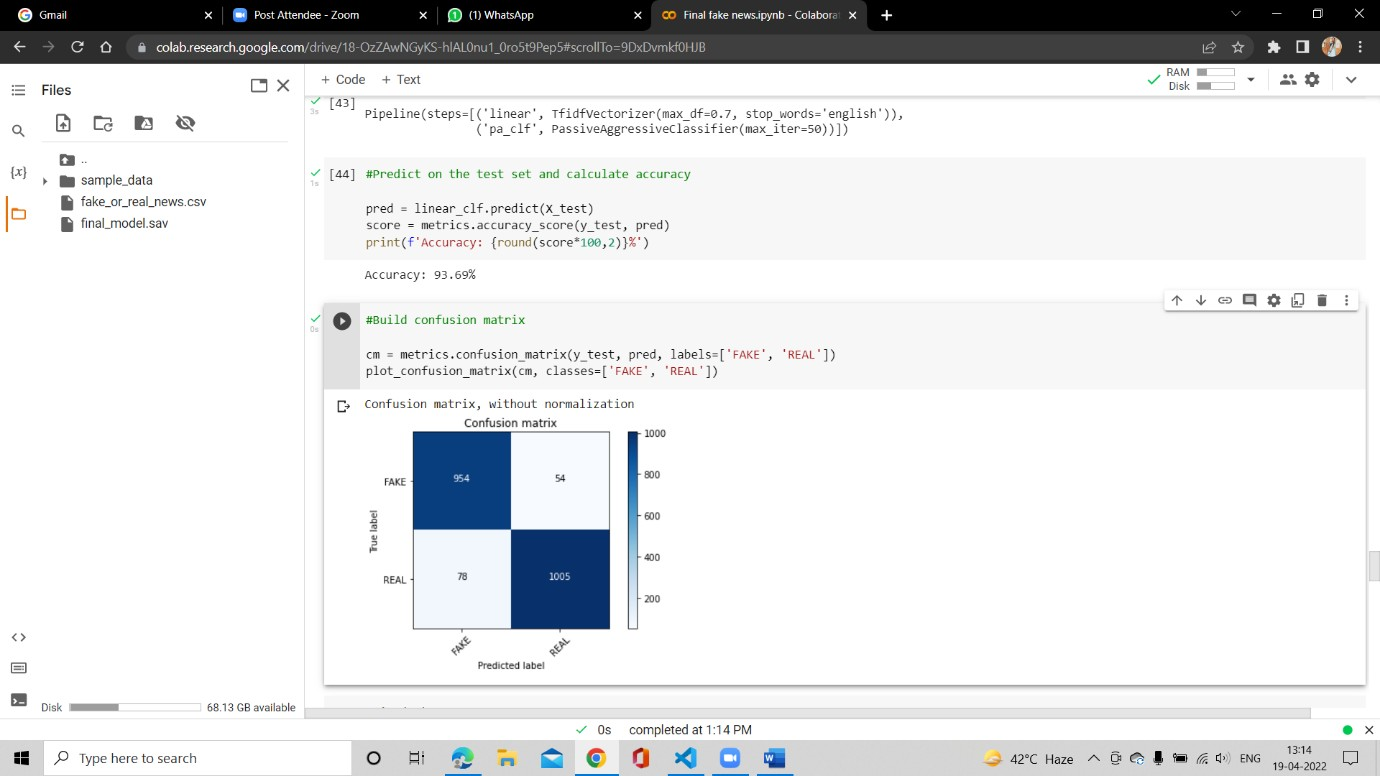 Gmail
Post Attendee - Zoom
(1) WhatsApp
Final fake news.ipynb - Colabora
colab.research.google.com/drive/18-OzZAwNGyKS-hlAL0nu1_0ro5t9Pep5#scrollTo=9DxDvmkf0HJB
Files
+ Code + Text
RAM
Disk
..
sample_data
fake_or_real_news.csv
final_model.sav
{x}
[43]
3s
Pipeline(steps=[('linear', TfidfVectorizer(max_df=0.7, stop_words='english')),
('pa_clf', PassiveAggressiveClassifier(max_iter=50))])
[44] #Predict on the test set and calculate accuracy
1s
pred = linear_clf.predict(X_test)
score = metrics.accuracy_score(y_test, pred)
print(f'Accuracy: {round(score*100,2)}%')
Accuracy: 93.69%
#Build confusion matrix
0s
cm = metrics.confusion_matrix(y_test, pred, labels=['FAKE', 'REAL'])
plot_confusion_matrix(cm, classes=['FAKE', 'REAL'])
Confusion matrix, without normalization
Confusion matrix
FAKE
REAL
True label
954 54
78 1005
FAKE REAL
Predicted label
1000
800
600
400
200
Disk 68.13 GB available
0s completed at 1:14 PM
Type here to search
42°C Haze
ENG
13:14
19-04-2022